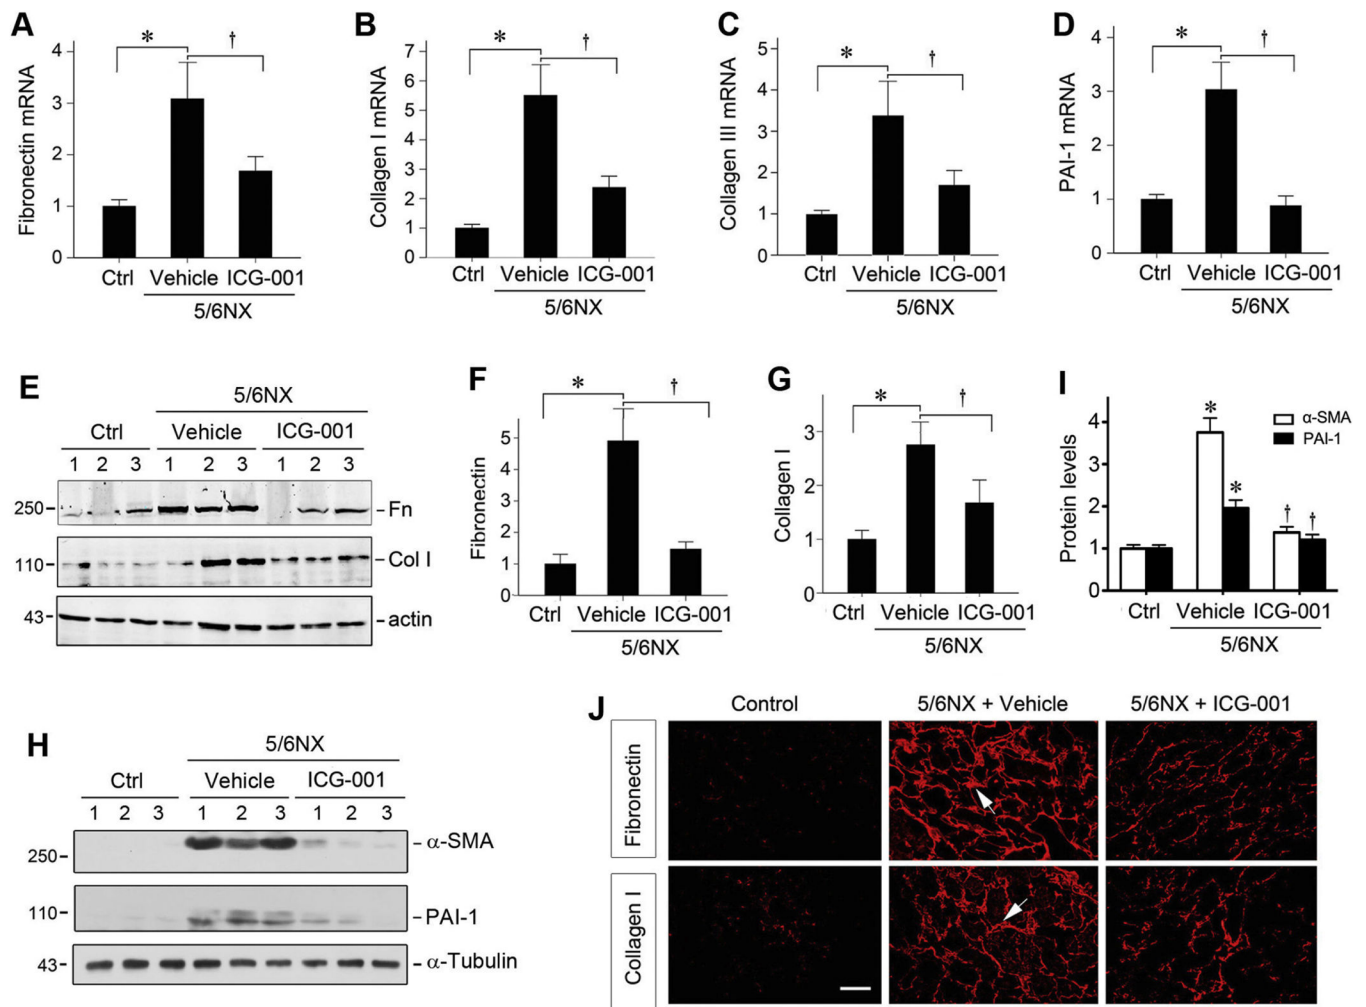 A
Fibronectin mRNA
4
3
2
1
0
*
†
Ctrl Vehicle ICG-001
5/6NX
B
Collagen I mRNA
7
6
5
4
3
2
1
0
*
†
Ctrl Vehicle ICG-001
5/6NX
C
Collagen III mRNA
5
4
3
2
1
0
*
†
Ctrl Vehicle ICG-001
5/6NX
D
PAI-1 mRNA
4
3
2
1
0
*
†
Ctrl Vehicle ICG-001
5/6NX
E
5/6NX
Ctrl Vehicle ICG-001
1 2 3 1 2 3 1 2 3
250 Fn
110 Col I
43 actin
F
Fibronectin
5
4
3
2
1
0
*
†
Ctrl Vehicle ICG-001
5/6NX
G
Collagen I
3
2
1
0
*
†
Ctrl Vehicle ICG-001
5/6NX
I
Protein levels
4
3
2
1
0
α-SMA
PAI-1
*
*
†
†
Ctrl Vehicle ICG-001
5/6NX
H
5/6NX
Ctrl Vehicle ICG-001
1 2 3 1 2 3 1 2 3
250 α-SMA
110 PAI-1
43 α-Tubulin
J
Control 5/6NX + Vehicle 5/6NX + ICG-001
Fibronectin
Collagen I